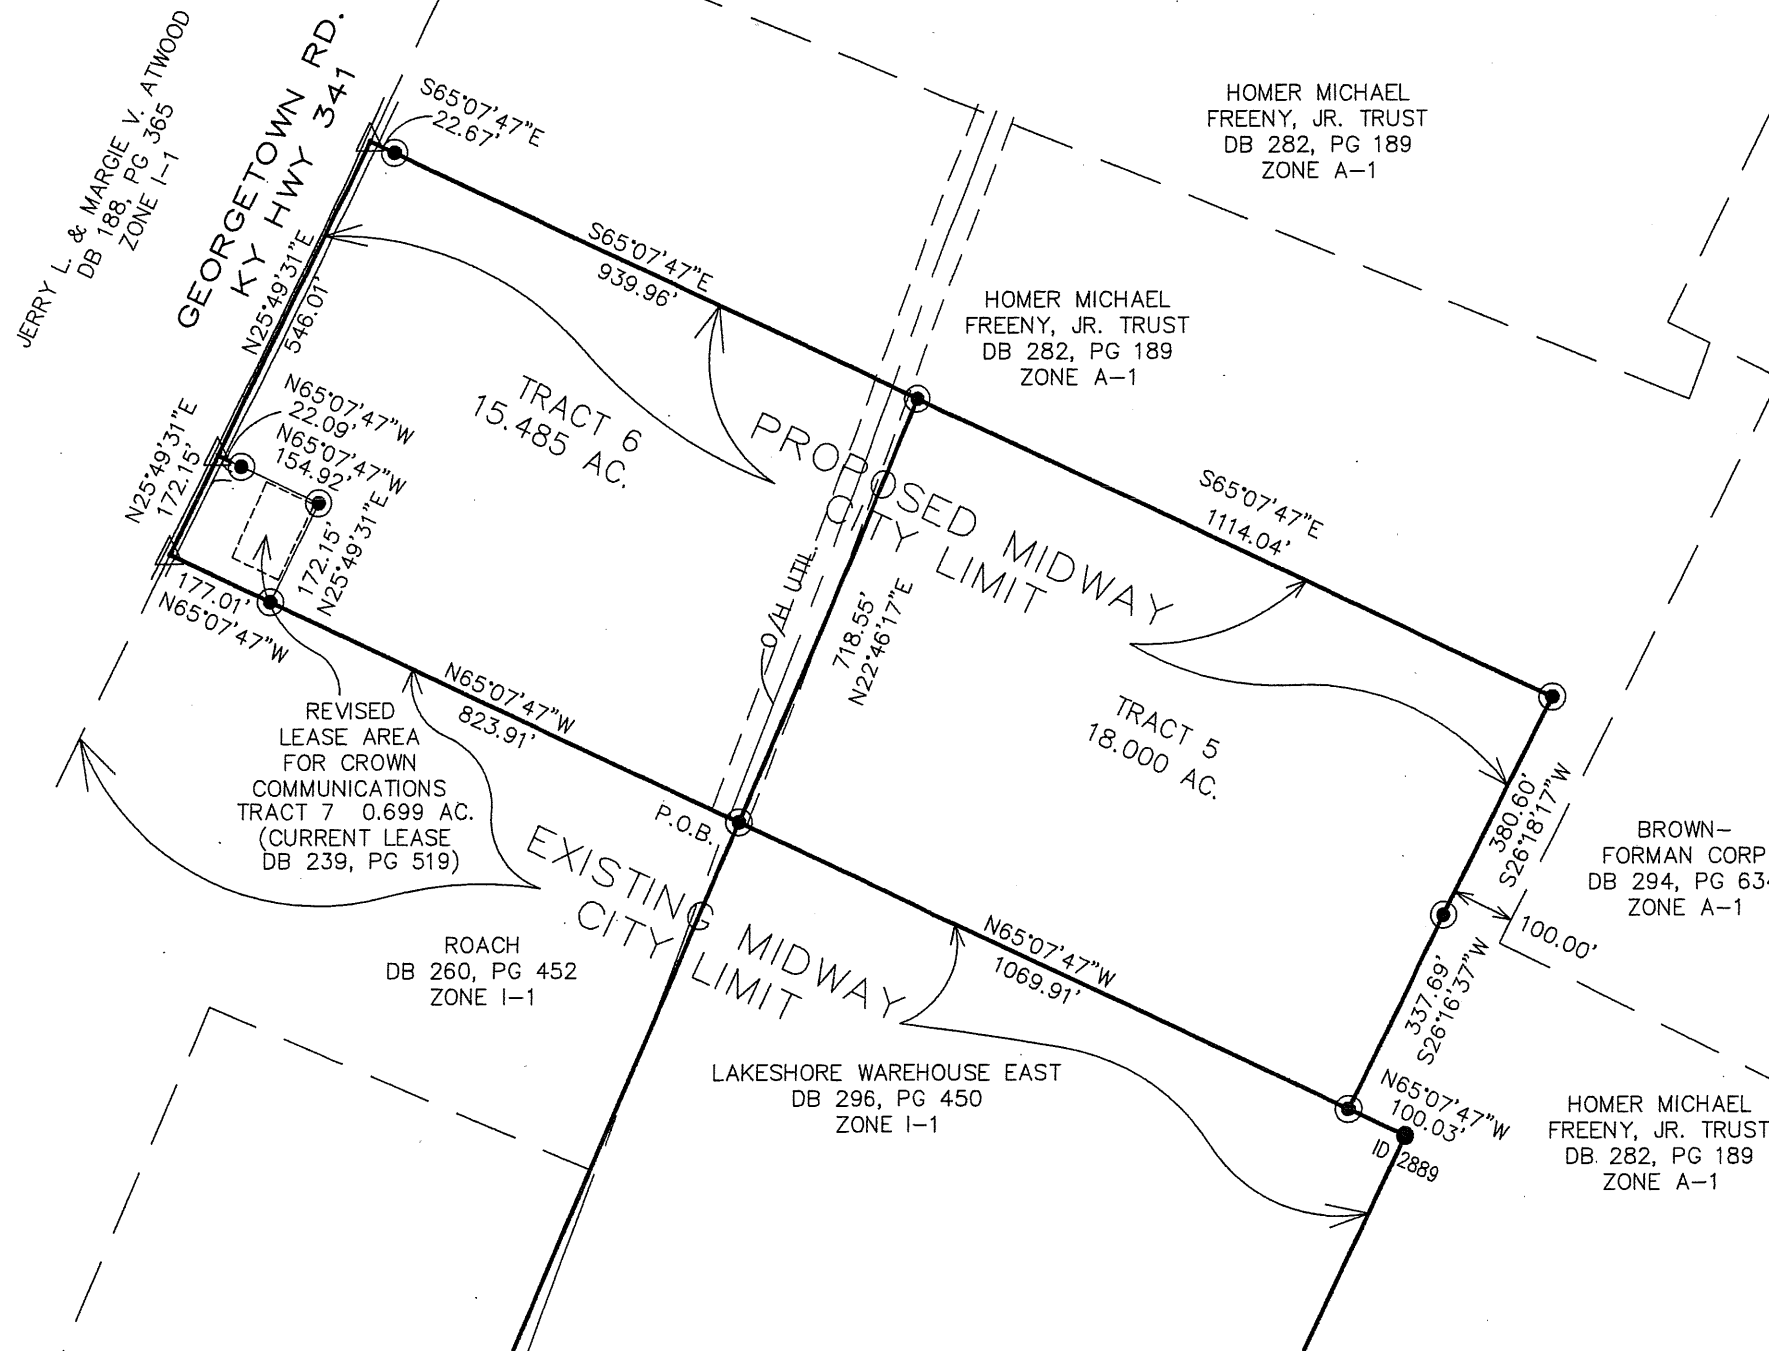 JERRY L. & MARGIE V. ATWOOD
DB 188, PG 365
ZONE I-1
GEORGETOWN RD.
KY HWY 341
S65°07'47"E
22.67'
HOMER MICHAEL
FREENY, JR. TRUST
DB 282, PG 189
ZONE A-1
N25°49'31"E
546.01'
S65°07'47"E
939.96'
HOMER MICHAEL
FREENY, JR. TRUST
DB 282, PG 189
ZONE A-1
TRACT 6
15.485 AC.
N65°07'47"W
22.09'
N65°07'47"W
154.92'
N25°49'31"E
172.15'
172.15'
N25°49'31"E
177.01'
N65°07'47"W
PROPOSED MIDWAY
CITY LIMIT
S65°07'47"E
1114.04'
O/H UTIL.
718.55'
N22°46'17"E
N65°07'47"W
823.91'
REVISED
LEASE AREA
FOR CROWN
COMMUNICATIONS
TRACT 7 0.699 AC.
(CURRENT LEASE
DB 239, PG 519)
P.O.B.
TRACT 5
18.000 AC.
380.60'
S26°18'17"W
BROWN-
FORMAN CORP
DB 294, PG 634
ZONE A-1
100.00'
EXISTING MIDWAY
CITY LIMIT
ROACH
DB 260, PG 452
ZONE I-1
N65°07'47"W
1069.91'
337.69'
S26°16'37"W
LAKESHORE WAREHOUSE EAST
DB 296, PG 450
ZONE I-1
N65°07'47"W
100.03'
ID 2889
HOMER MICHAEL
FREENY, JR. TRUST
DB 282, PG 189
ZONE A-1